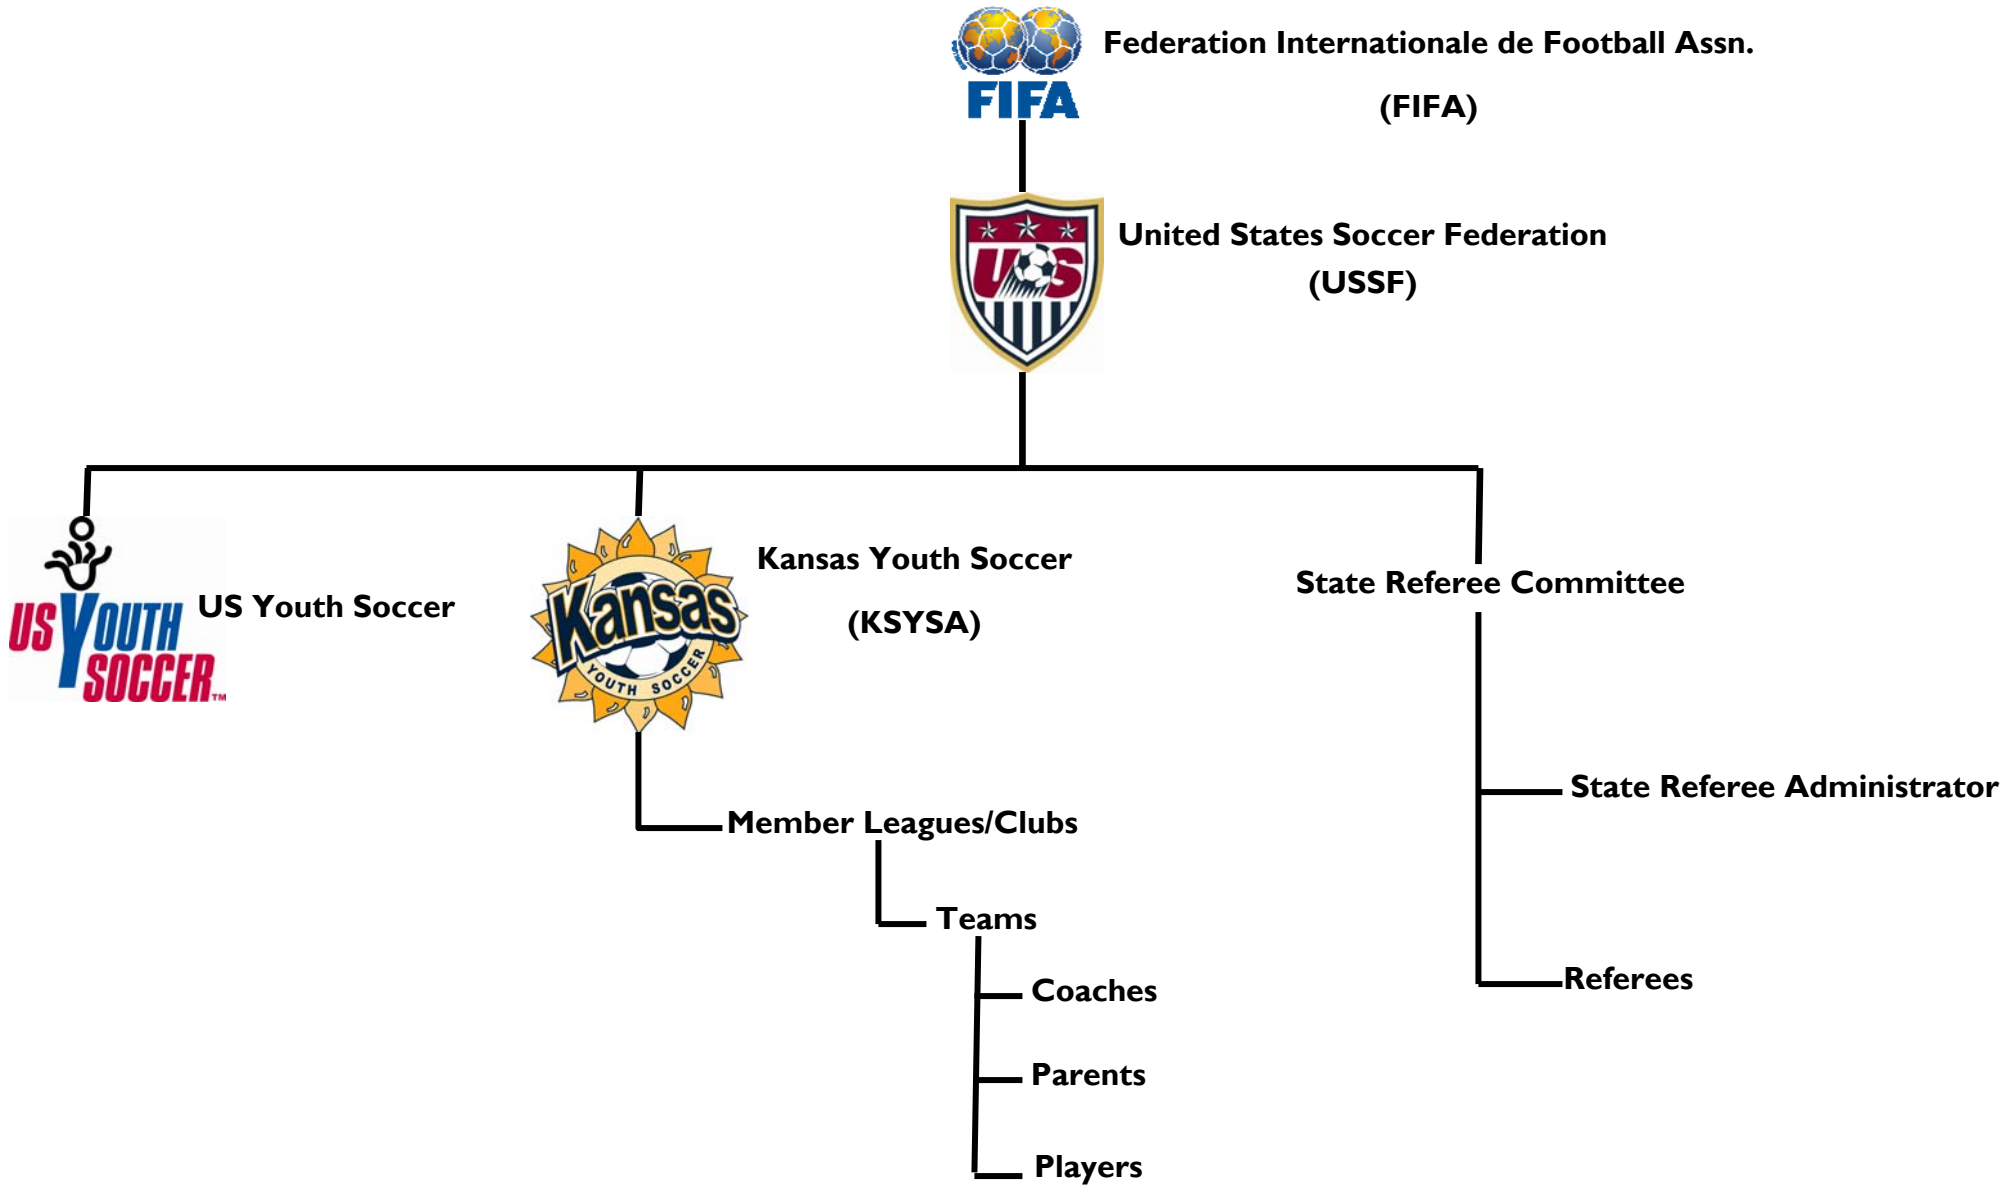 FIFA
Federation Internationale de Football Assn.
(FIFA)
US
United States Soccer Federation
(USSF)
US YOUTH
SOCCER™
US Youth Soccer
Kansas
YOUTH SOCCER
Kansas Youth Soccer
(KSYSA)
State Referee Committee
State Referee Administrator
Member Leagues/Clubs
Teams
Referees
Coaches
Parents
Players